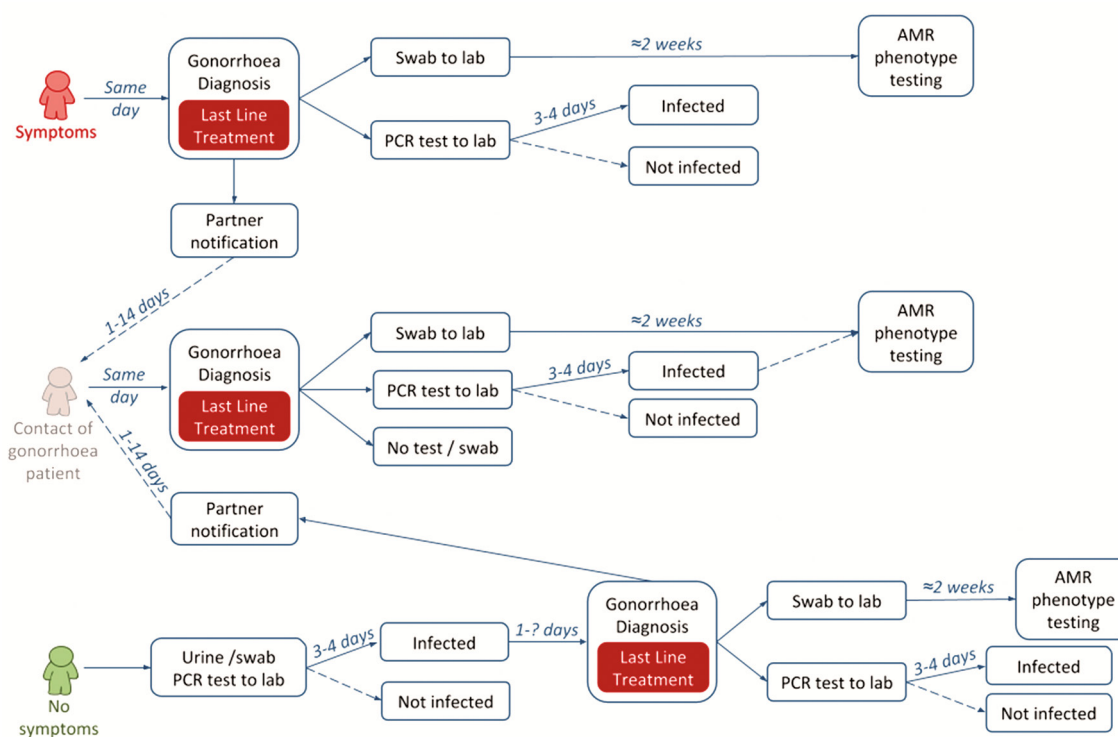 Symptoms
Same
day
Gonorrhoea
Diagnosis
Last Line
Treatment
Swab to lab
≈2 weeks
AMR
phenotype
testing
PCR test to lab
3-4 days
Infected
Not infected
Partner
notification
1-14 days
Contact of
gonorrhoea
patient
Same
day
Gonorrhoea
Diagnosis
Last Line
Treatment
Swab to lab
≈2 weeks
AMR
phenotype
testing
PCR test to lab
3-4 days
Infected
Not infected
No test / swab
1-14 days
Partner
notification
No
symptoms
Urine /swab
PCR test to lab
3-4 days
Infected
Not infected
1-? days
Gonorrhoea
Diagnosis
Last Line
Treatment
Swab to lab
≈2 weeks
AMR
phenotype
testing
PCR test to lab
3-4 days
Infected
Not infected